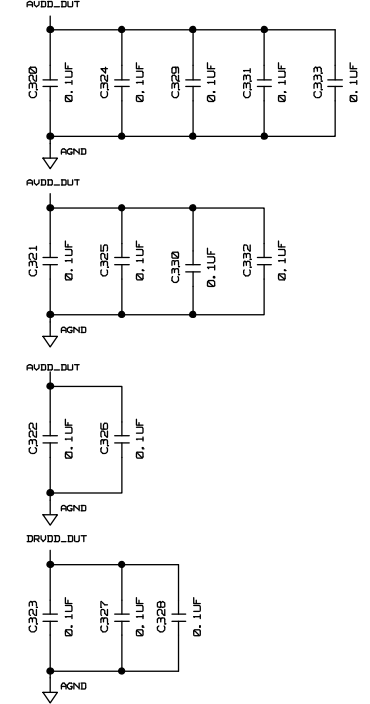 AVDD_DUT
C320
0.1UF
C324
0.1UF
C329
0.1UF
C331
0.1UF
C333
0.1UF
AGND
AVDD_DUT
C321
0.1UF
C325
0.1UF
C330
0.1UF
C332
0.1UF
AGND
AVDD_DUT
C322
0.1UF
C326
0.1UF
AGND
DRVDD_DUT
C323
0.1UF
C327
0.1UF
C328
0.1UF
AGND